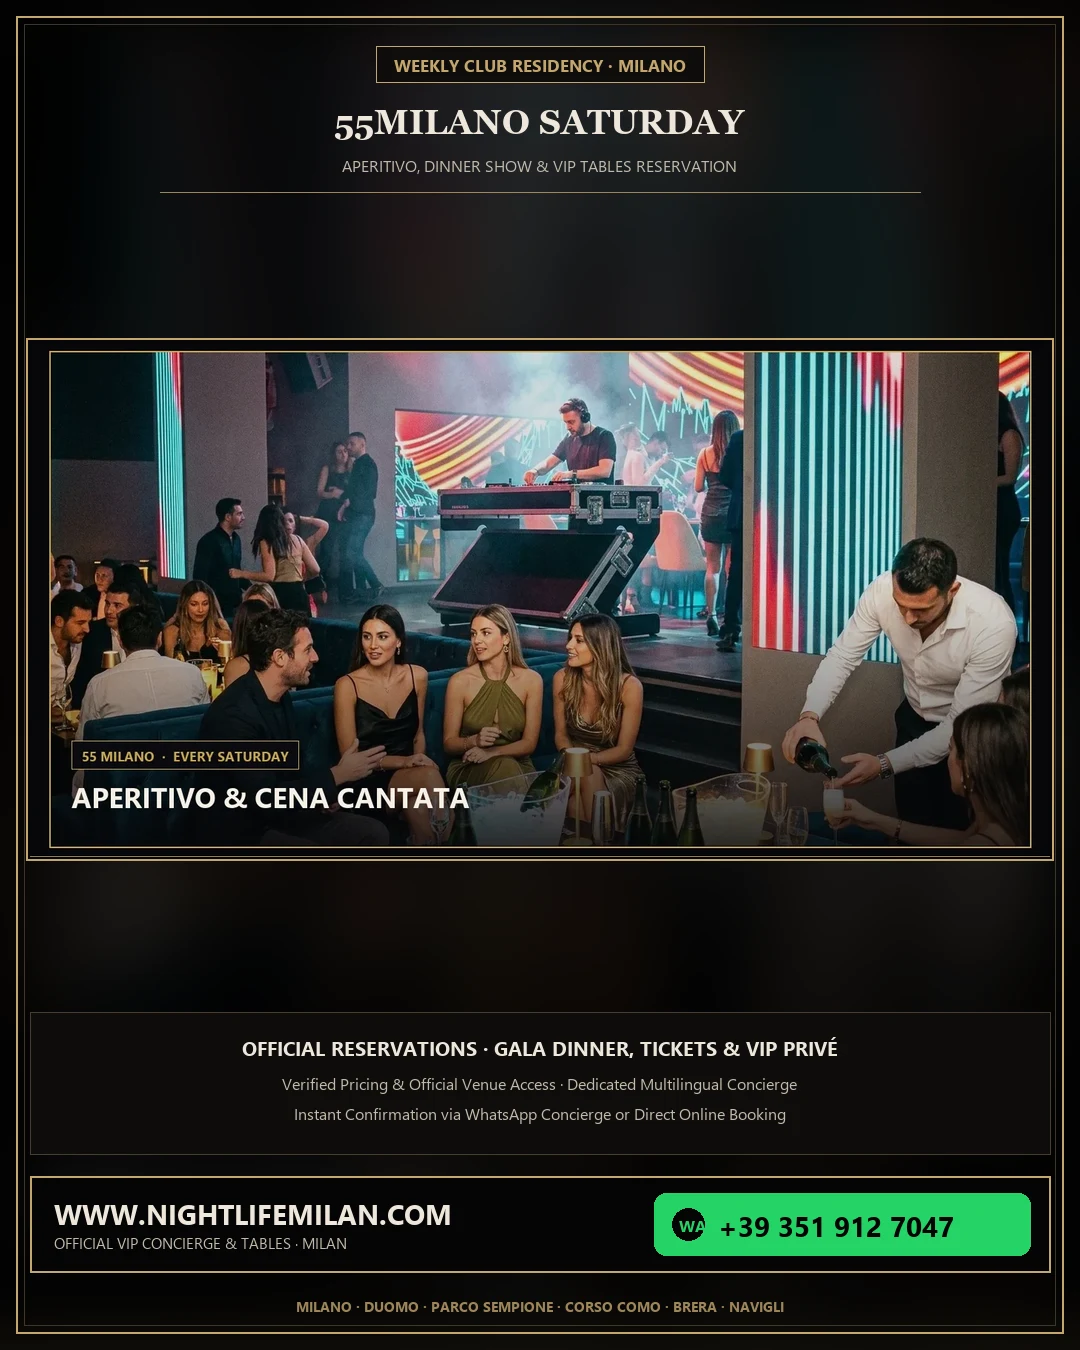 WEEKLY CLUB RESIDENCY · MILANO
55MILANO SATURDAY
APERITIVO, DINNER SHOW & VIP TABLES RESERVATION
55 MILANO · EVERY SATURDAY
APERITIVO & CENA CANTATA
OFFICIAL RESERVATIONS · GALA DINNER, TICKETS & VIP PRIVÉ
Verified Pricing & Official Venue Access · Dedicated Multilingual Concierge
Instant Confirmation via WhatsApp Concierge or Direct Online Booking
WWW.NIGHTLIFEMILAN.COM
OFFICIAL VIP CONCIERGE & TABLES · MILAN
WA +39 351 912 7047
MILANO · DUOMO · PARCO SEMPIONE · CORSO COMO · BRERA · NAVIGLI